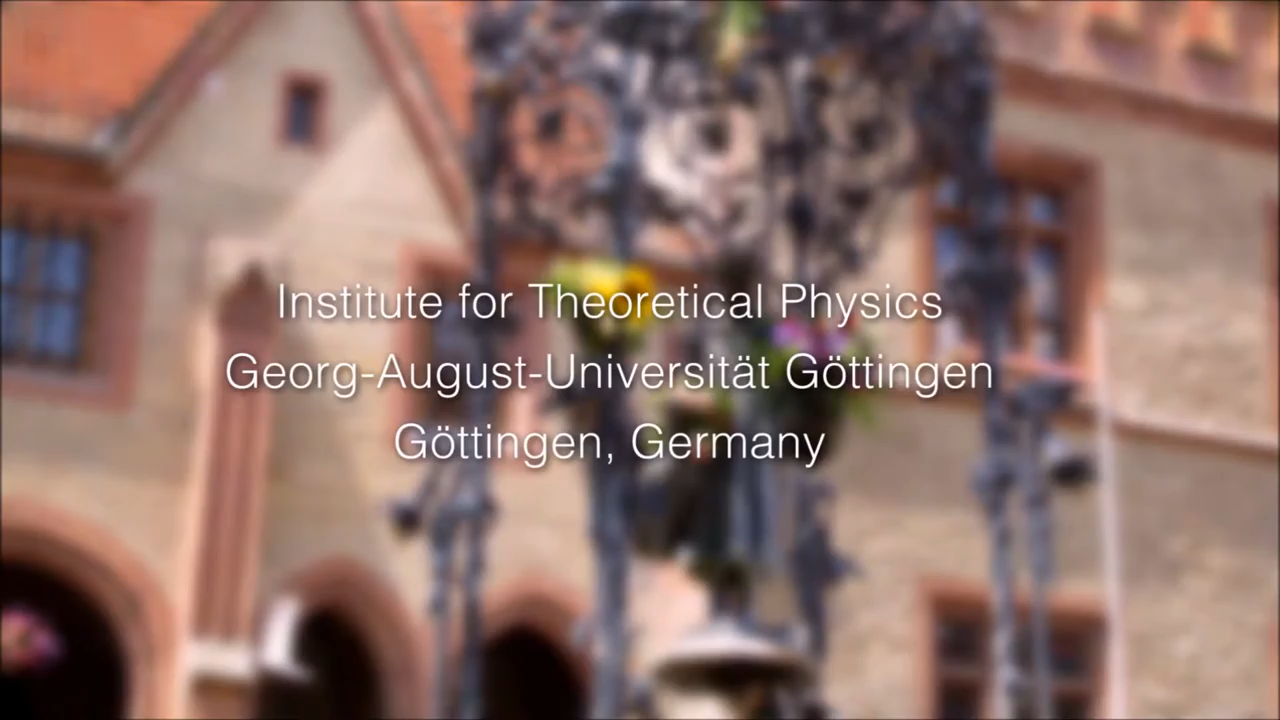 Institute for Theoretical Physics
Georg-August-Universität Göttingen
Göttingen, Germany